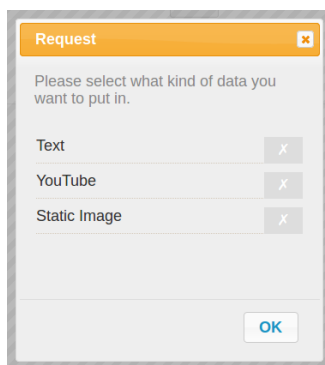 Request
Please select what kind of data you
want to put in.
Text
✗
YouTube
✗
Static Image
✗
OK